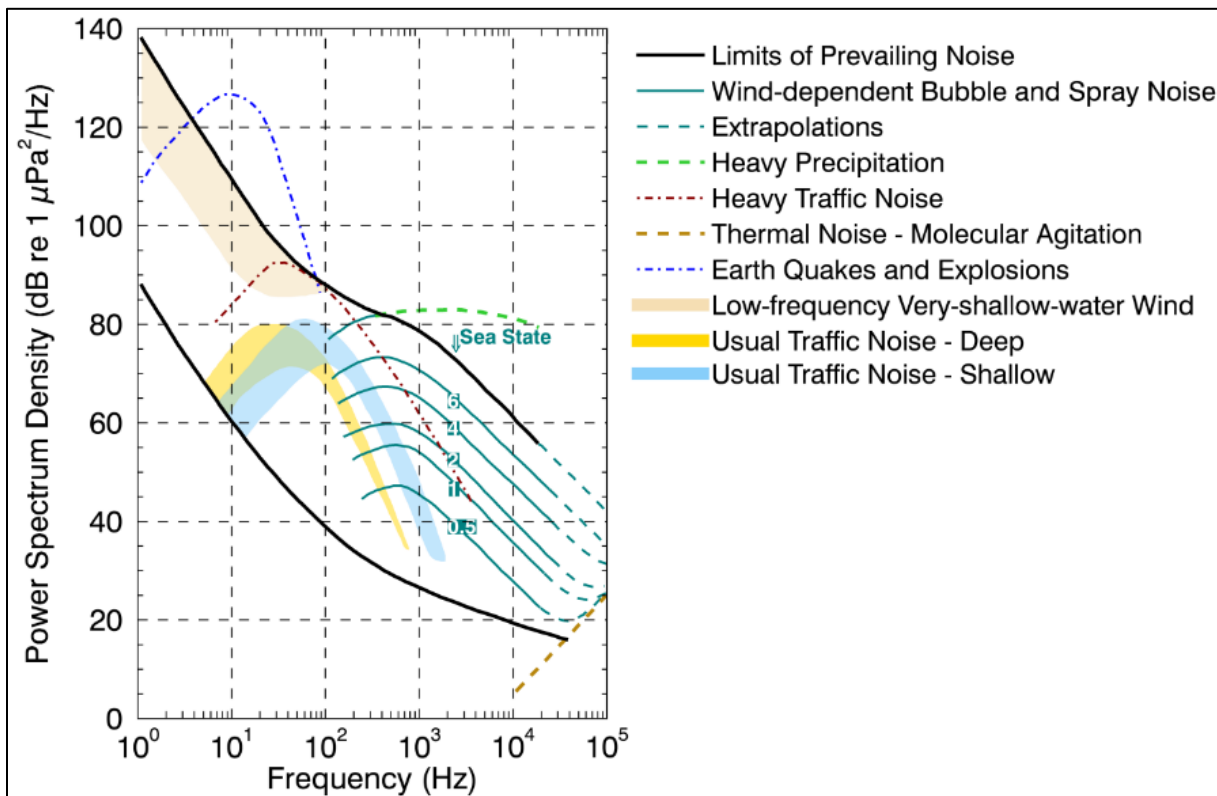 Power Spectrum Density (dB re 1 µPa²/Hz)
140
120
100
80
60
40
20
0
10⁰
10¹
10²
10³
10⁴
10⁵
Frequency (Hz)
⇓Sea State
6
4
2
1
0.5
Limits of Prevailing Noise
Wind-dependent Bubble and Spray Noise
Extrapolations
Heavy Precipitation
Heavy Traffic Noise
Thermal Noise - Molecular Agitation
Earth Quakes and Explosions
Low-frequency Very-shallow-water Wind
Usual Traffic Noise - Deep
Usual Traffic Noise - Shallow